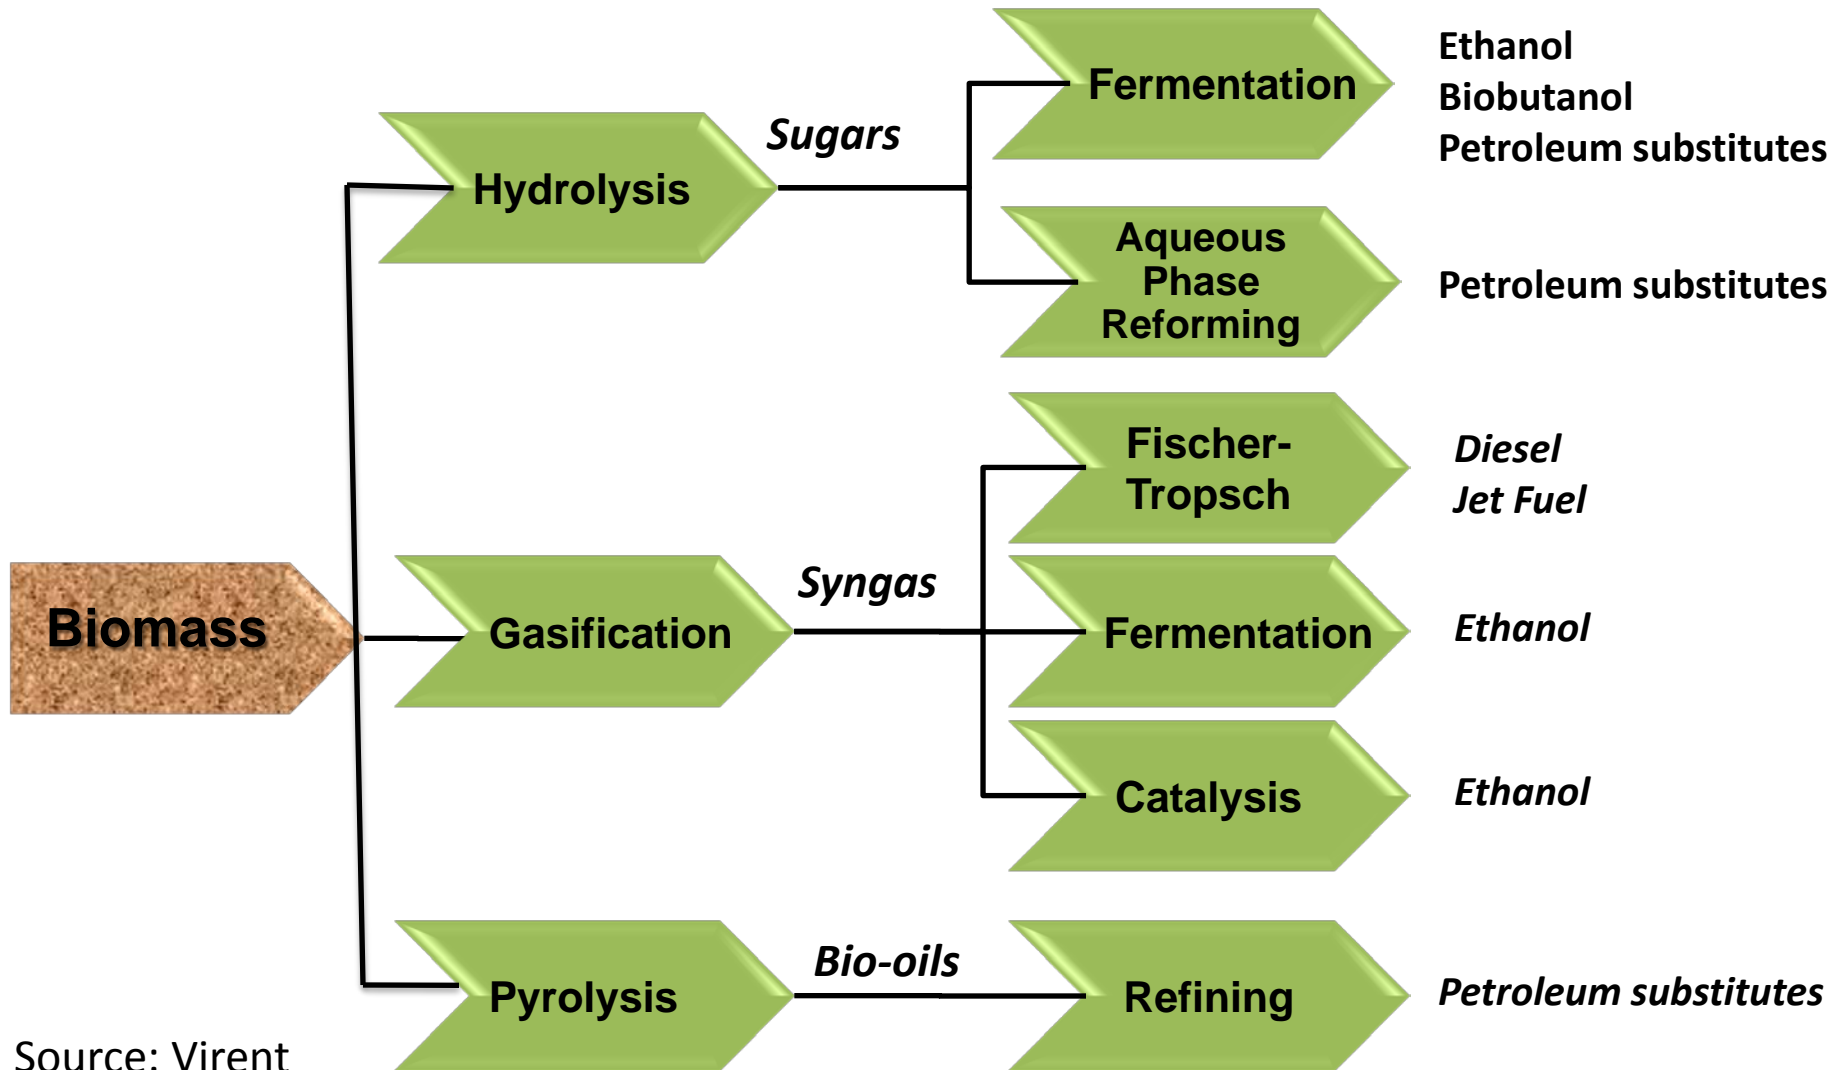 Biomass
Hydrolysis
Sugars
Fermentation
Ethanol
Biobutanol
Petroleum substitutes
Aqueous
Phase
Reforming
Petroleum substitutes
Gasification
Syngas
Fischer-
Tropsch
Diesel
Jet Fuel
Fermentation
Ethanol
Catalysis
Ethanol
Pyrolysis
Bio-oils
Refining
Petroleum substitutes
Source: Virent